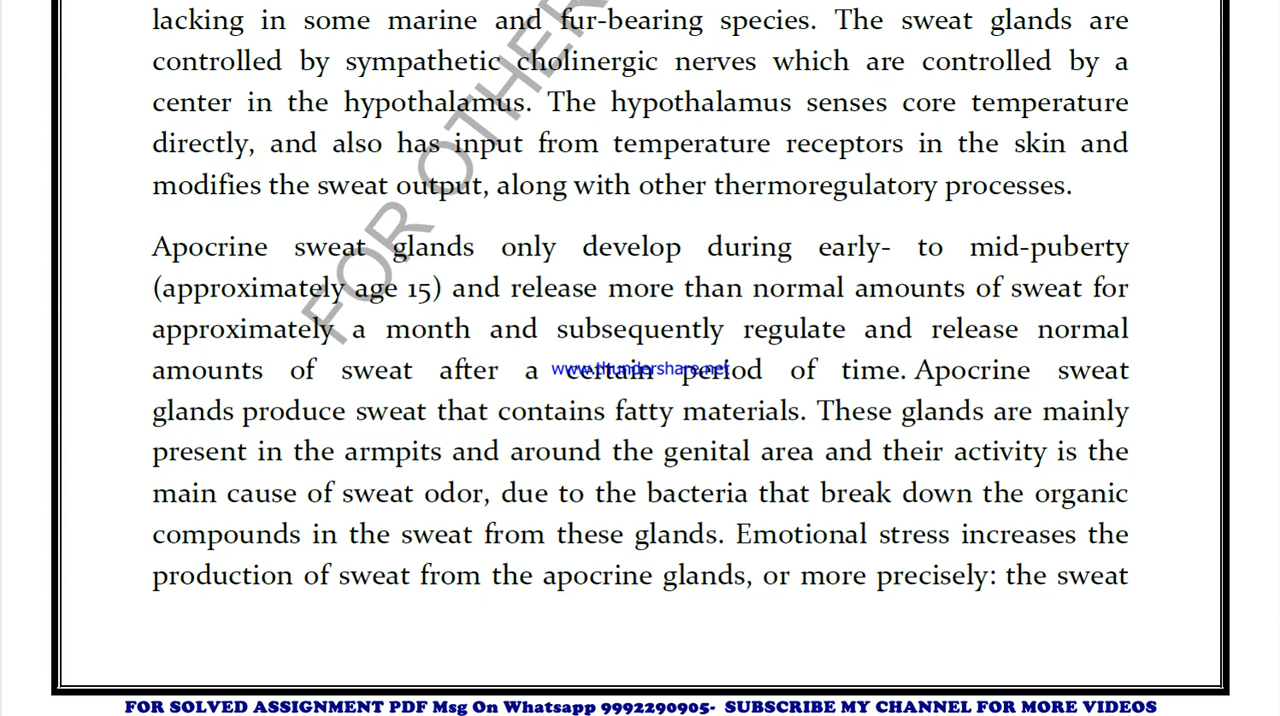 lacking in some marine and fur-bearing species. The sweat glands are
controlled by sympathetic cholinergic nerves which are controlled by a
center in the hypothalamus. The hypothalamus senses core temperature
directly, and also has input from temperature receptors in the skin and
modifies the sweat output, along with other thermoregulatory processes.
Apocrine sweat glands only develop during early- to mid-puberty
(approximately age 15) and release more than normal amounts of sweat for
approximately a month and subsequently regulate and release normal
amounts of sweat after a certain period of time. Apocrine sweat
www.thundershare.net
glands produce sweat that contains fatty materials. These glands are mainly
present in the armpits and around the genital area and their activity is the
main cause of sweat odor, due to the bacteria that break down the organic
compounds in the sweat from these glands. Emotional stress increases the
production of sweat from the apocrine glands, or more precisely: the sweat
FOR OTHER
FOR SOLVED ASSIGNMENT PDF Msg On Whatsapp 9992290905- SUBSCRIBE MY CHANNEL FOR MORE VIDEOS